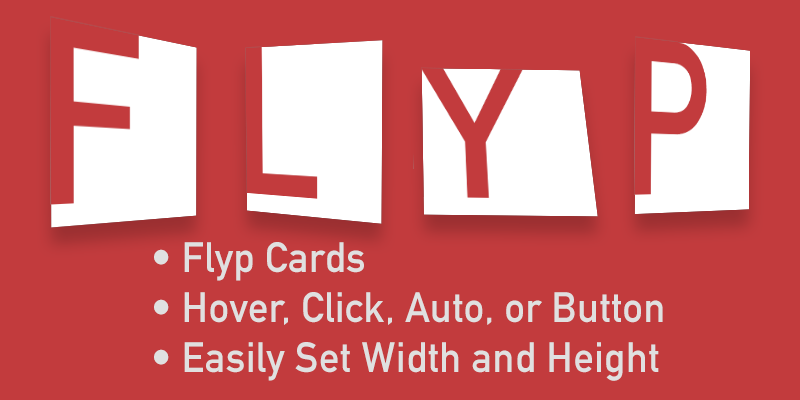 FLYP
• Flyp Cards
• Hover, Click, Auto, or Button
• Easily Set Width and Height